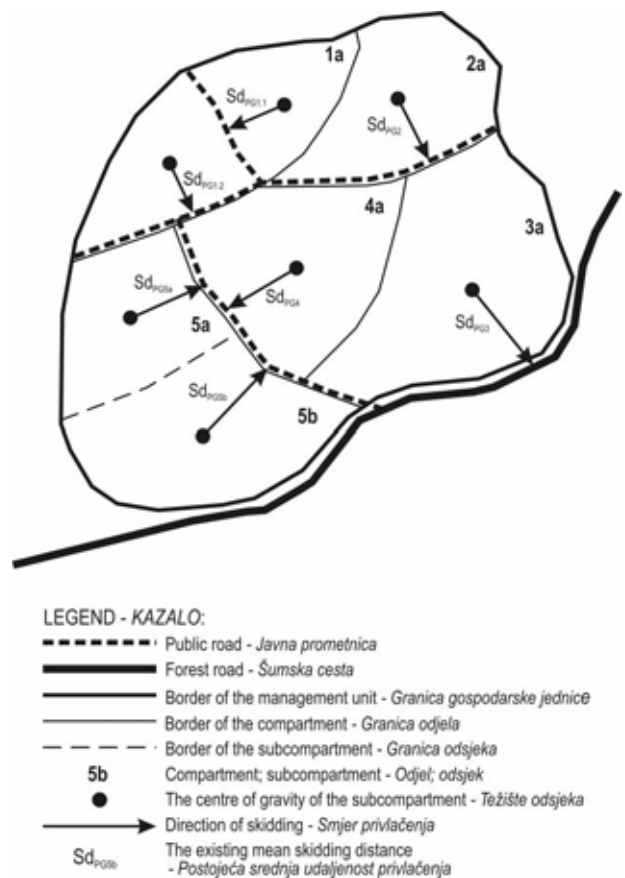 1a
2a
Sd PG1.1
Sd PG2
Sd PG1.2
4a
3a
Sd PG5a
Sd PG4
Sd PG3
5a
Sd PG5b
5b
LEGEND - KAZALO:
Public road - Javna prometnica
Forest road - Šumska cesta
Border of the management unit - Granica gospodarske jednice
Border of the compartment - Granica odjela
Border of the subcompartment - Granica odsjeka
5b Compartment; subcompartment - Odjel; odsjek
The centre of gravity of the subcompartment - Težište odsjeka
Direction of skidding - Smjer privlačenja
Sd PG5b The existing mean skidding distance
- Postojeća srednja udaljenost privlačenja